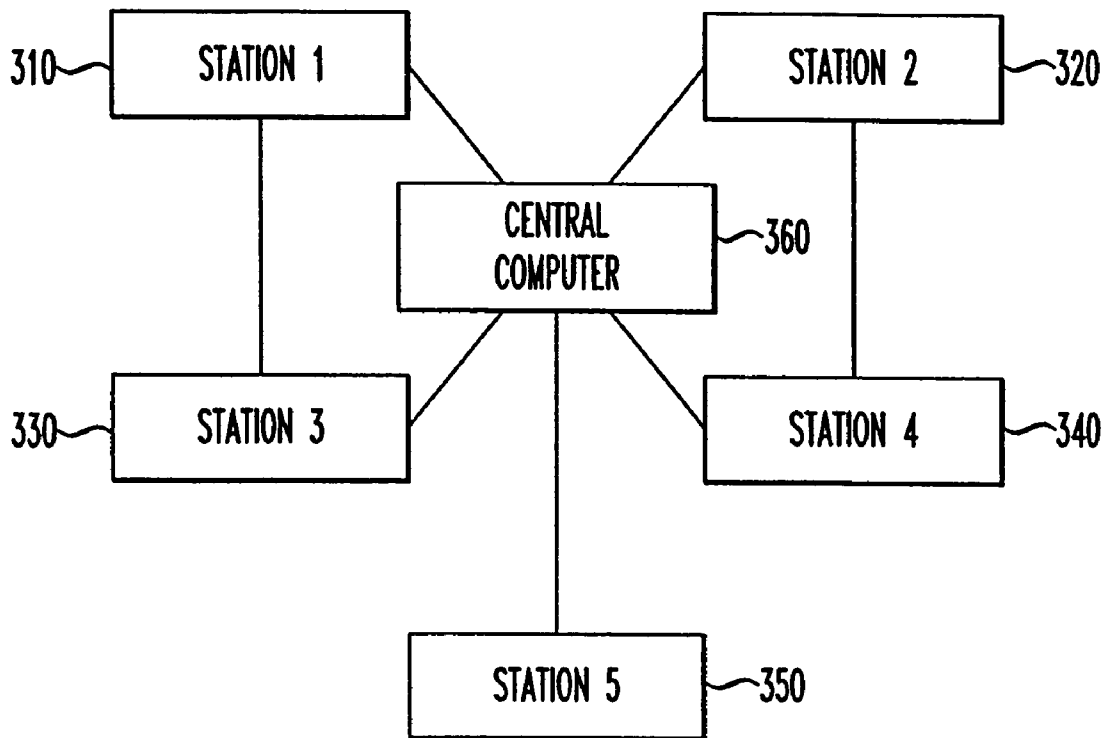 310
STATION 1
STATION 2
320
CENTRAL
COMPUTER
360
330
STATION 3
STATION 4
340
STATION 5
350